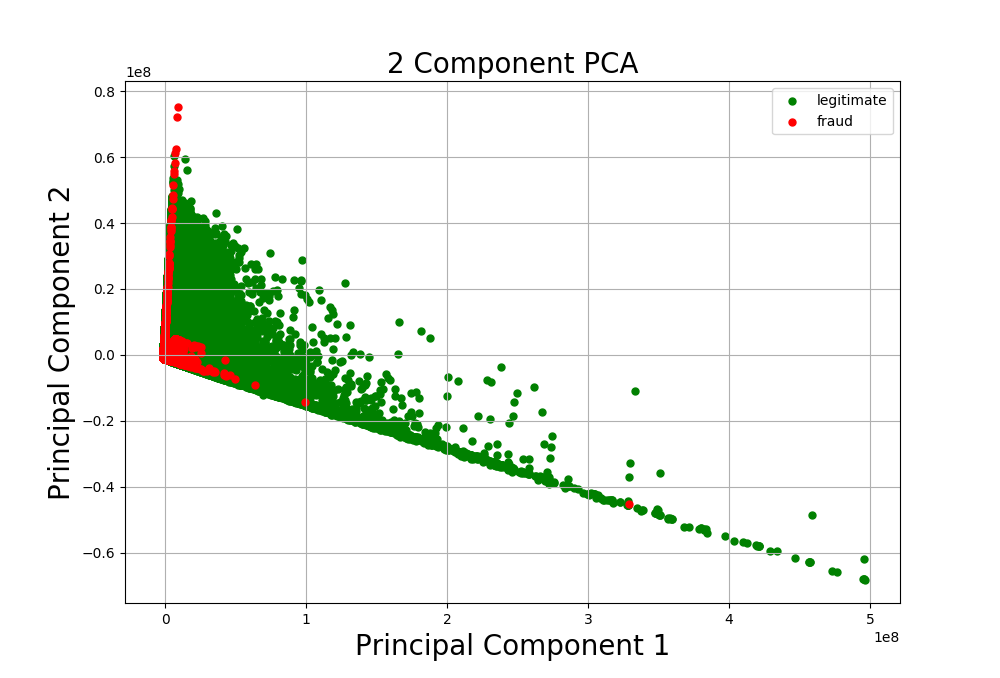 2 Component PCA
1e8
legitimate
fraud
0.8
0.6
0.4
0.2
0.0
−0.2
−0.4
−0.6
Principal Component 2
0 1 2 3 4 5
1e8
Principal Component 1